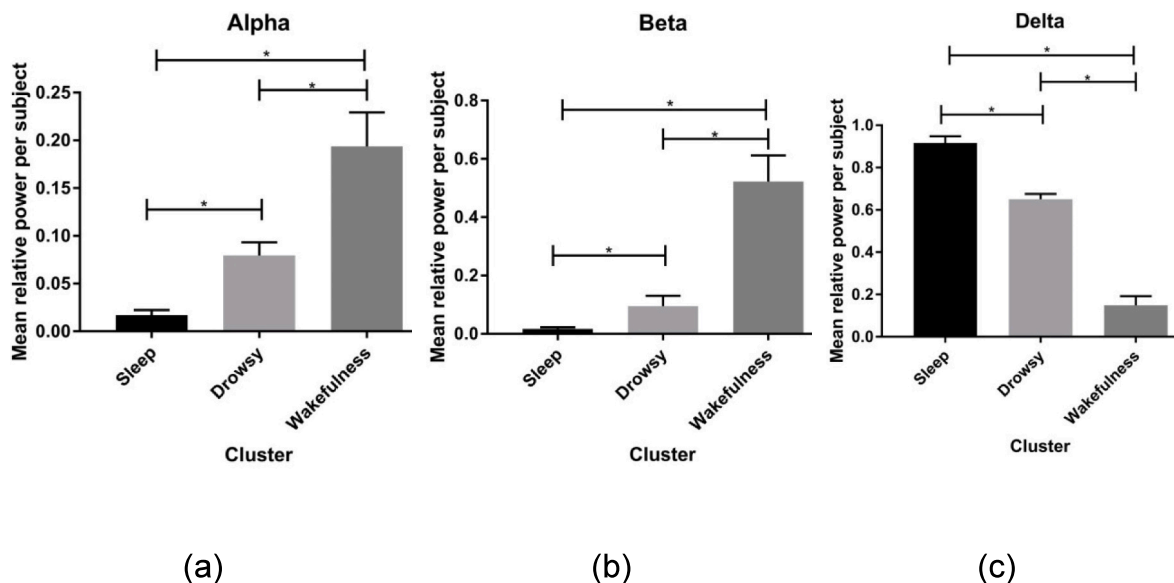 Alpha
Mean relative power per subject
*
*
*
0.25
0.20
0.15
0.10
0.05
0.00
Sleep
Drowsy
Wakefulness
Cluster
(a)
Beta
Mean relative power per subject
*
*
*
0.8
0.6
0.4
0.2
0.0
Sleep
Drowsy
Wakefulness
Cluster
(b)
Delta
Mean relative power per subject
*
*
*
1.0
0.8
0.6
0.4
0.2
0.0
Sleep
Drowsy
Wakefulness
Cluster
(c)